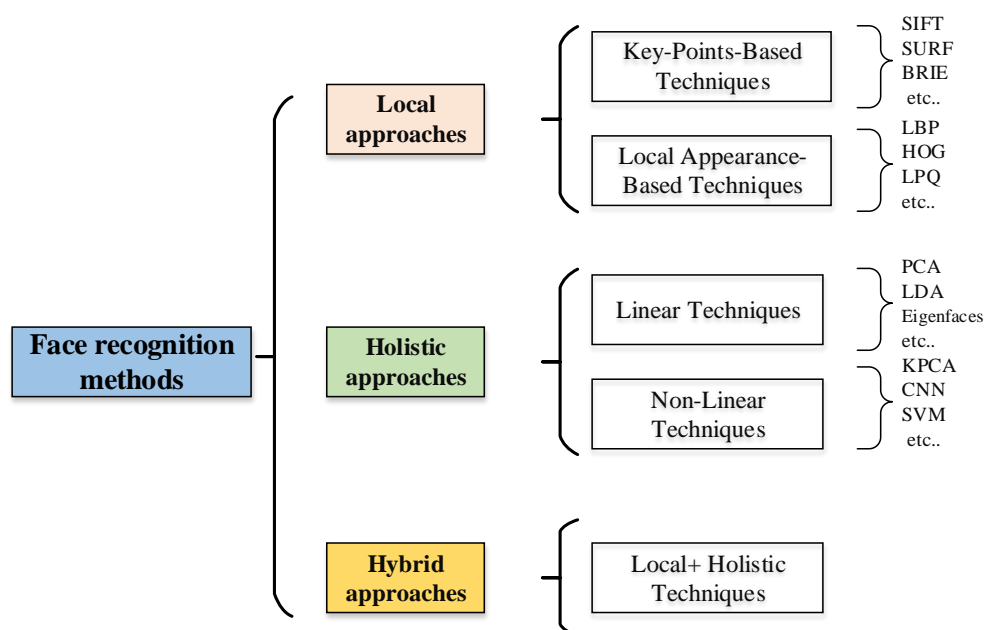 Face recognition
methods
Local
approaches
Key-Points-Based
Techniques
SIFT
SURF
BRIE
etc..
Local Appearance-
Based Techniques
LBP
HOG
LPQ
etc..
Holistic
approaches
Linear Techniques
PCA
LDA
Eigenfaces
etc..
Non-Linear
Techniques
KPCA
CNN
SVM
etc..
Hybrid
approaches
Local+ Holistic
Techniques